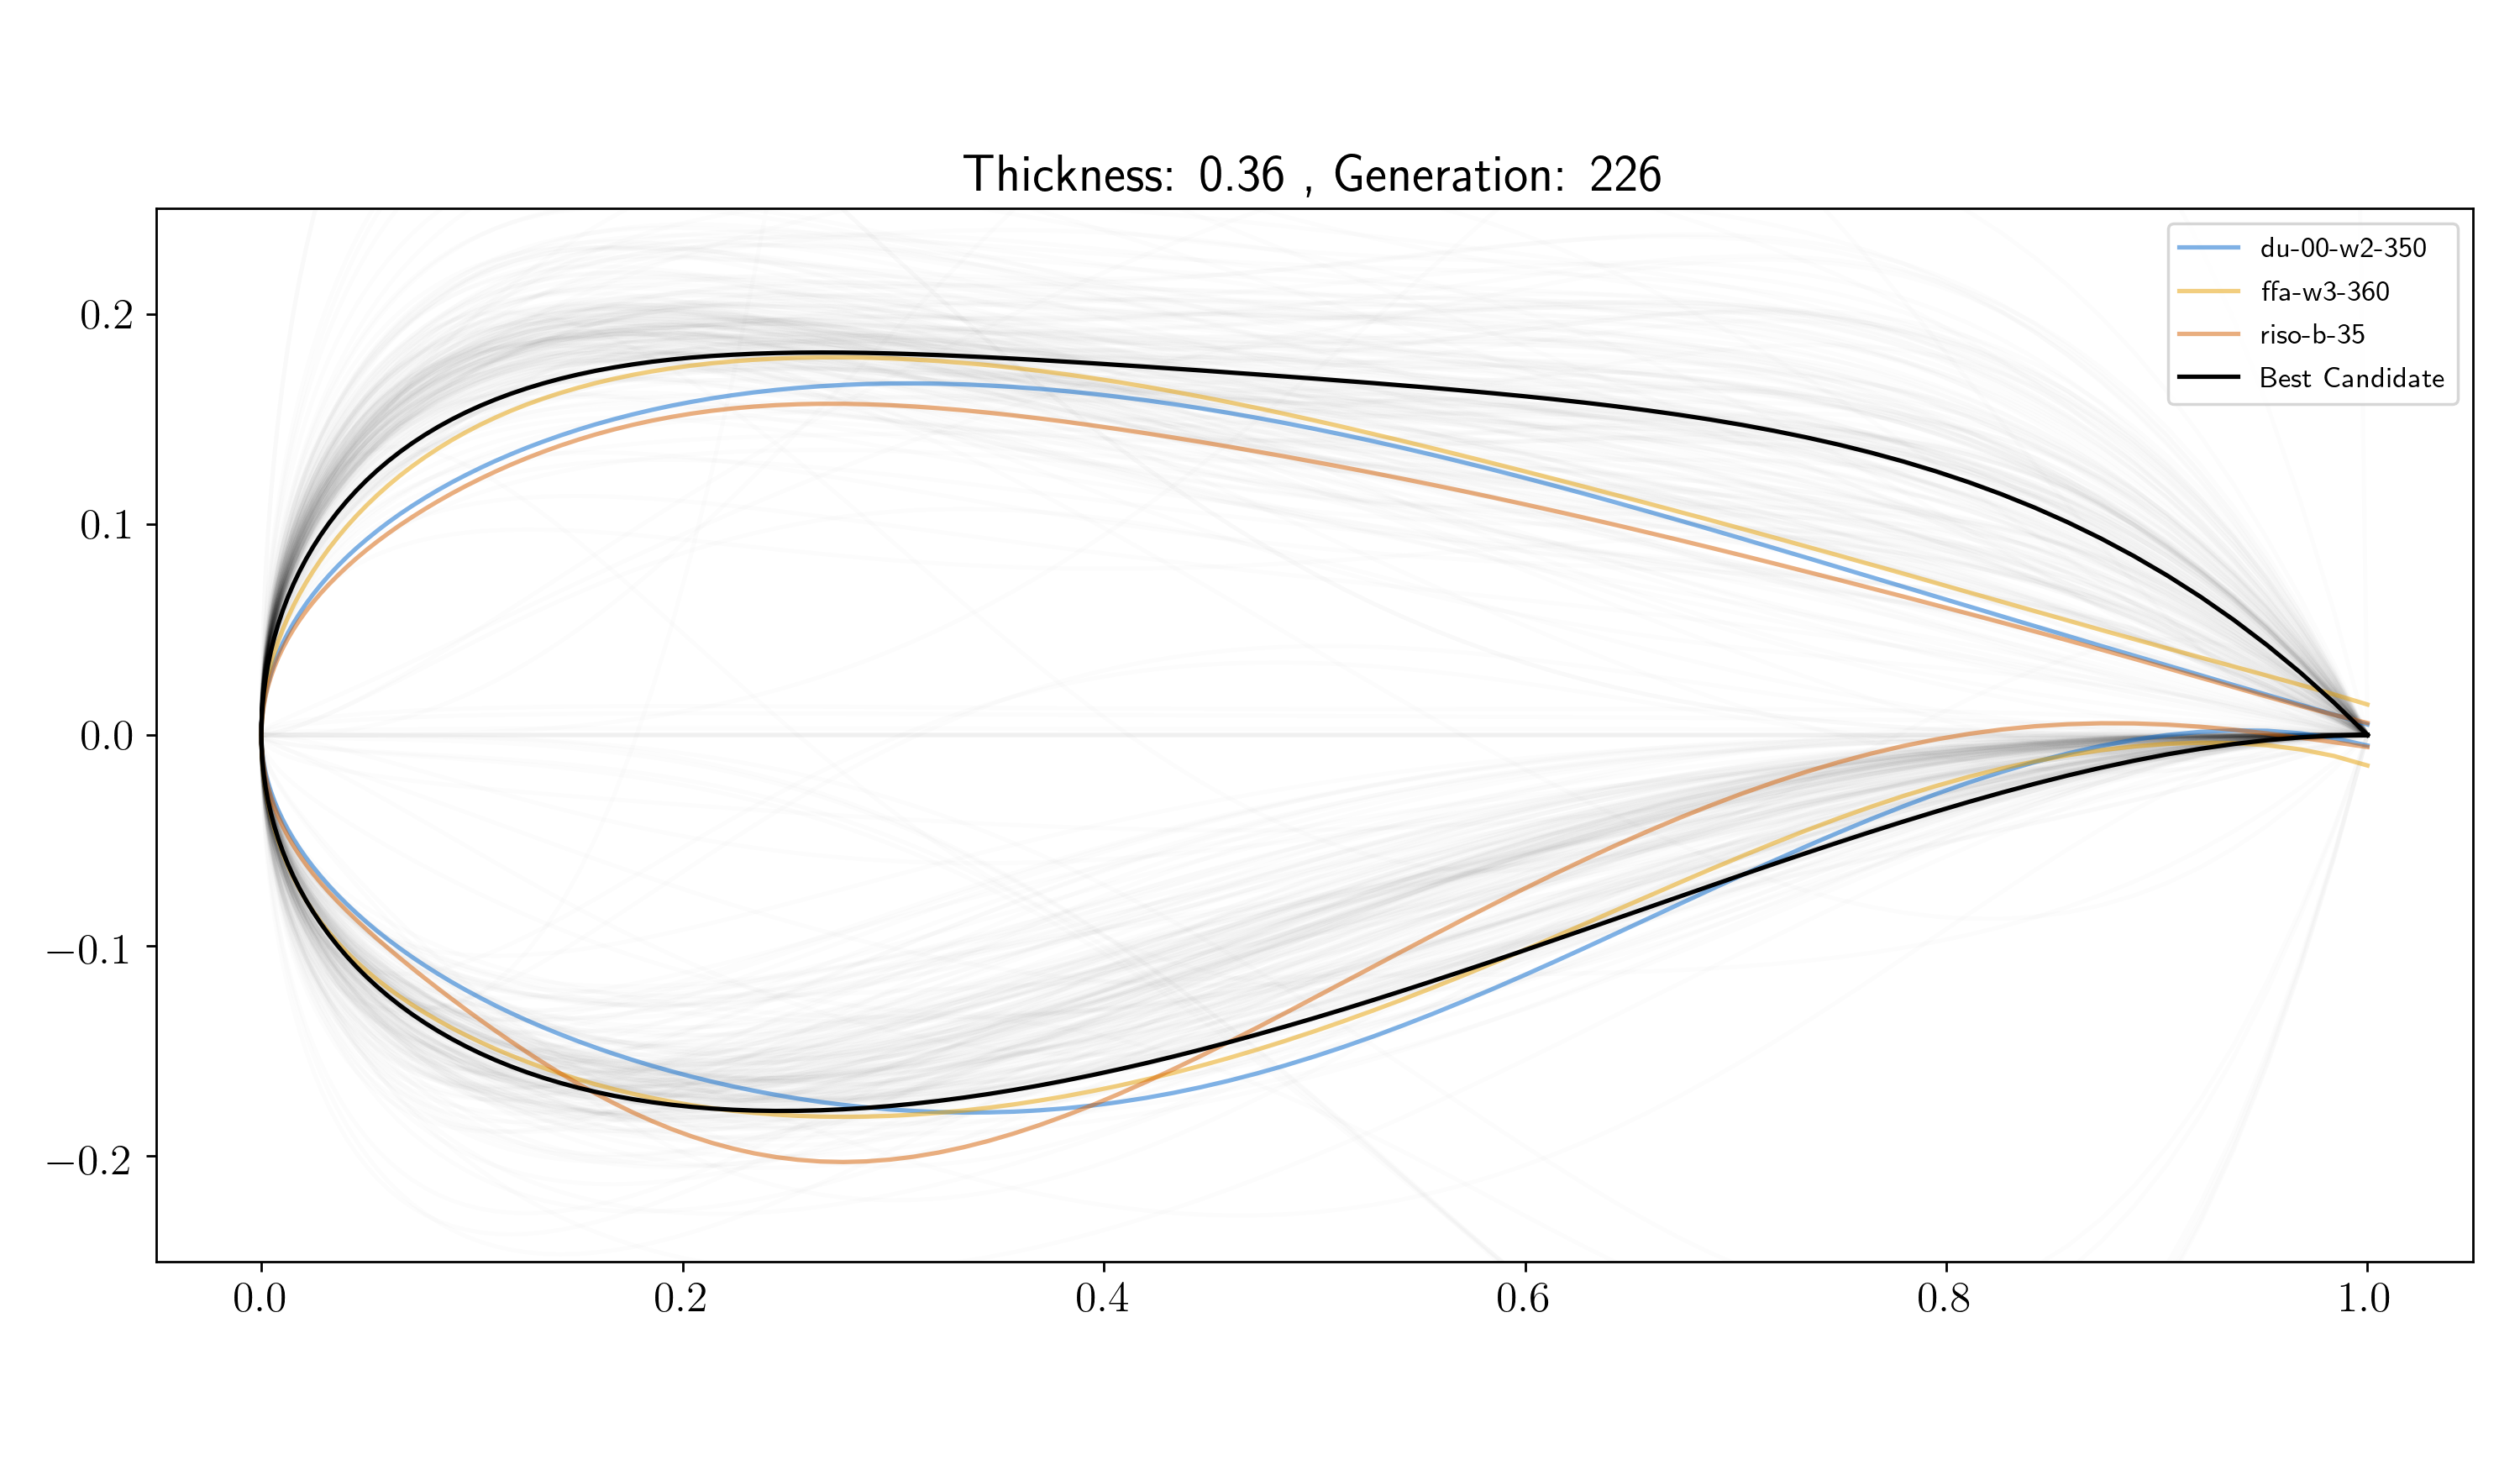 Thickness: 0.36 , Generation: 226
du-00-w2-350
ffa-w3-360
riso-b-35
Best Candidate
0.2
0.1
0.0
−0.1
−0.2
0.0 0.2 0.4 0.6 0.8 1.0